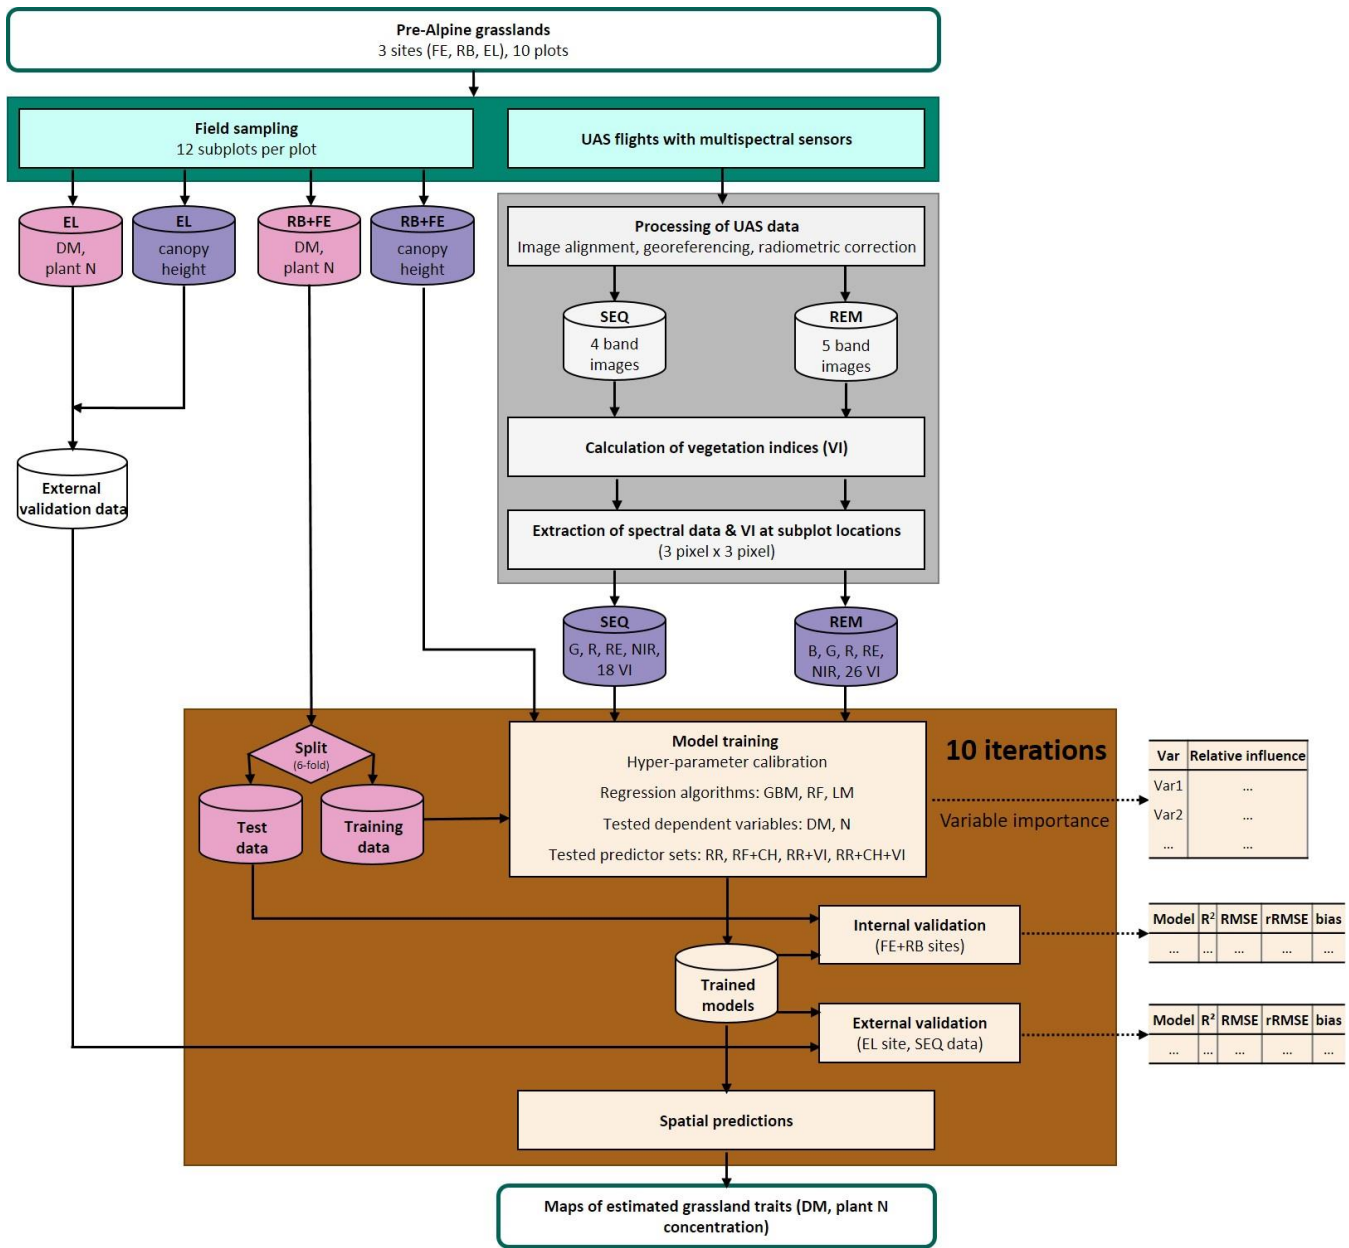 Pre-Alpine grasslands
3 sites (FE, RB, EL), 10 plots
Field sampling
12 subplots per plot
UAS flights with multispectral sensors
EL
DM,
plant N
EL
canopy
height
RB+FE
DM,
plant N
RB+FE
canopy
height
Processing of UAS data
Image alignment, georeferencing, radiometric correction
SEQ
4 band
images
REM
5 band
images
Calculation of vegetation indices (VI)
External
validation data
Extraction of spectral data & VI at subplot locations
(3 pixel x 3 pixel)
SEQ
G, R, RE, NIR,
18 VI
REM
B, G, R, RE,
NIR, 26 VI
Split
(6-fold)
Test
data
Training
data
Model training
Hyper-parameter calibration
Regression algorithms: GBM, RF, LM
Tested dependent variables: DM, N
Tested predictor sets: RR, RF+CH, RR+VI, RR+CH+VI
10 iterations
Variable importance
Var Relative influence
Var1 ...
Var2 ...
... ...
Internal validation
(FE+RB sites)
Model R² RMSE rRMSE bias
... ... ... ... ...
Trained
models
External validation
(EL site, SEQ data)
Model R² RMSE rRMSE bias
... ... ... ... ...
Spatial predictions
Maps of estimated grassland traits (DM, plant N
concentration)